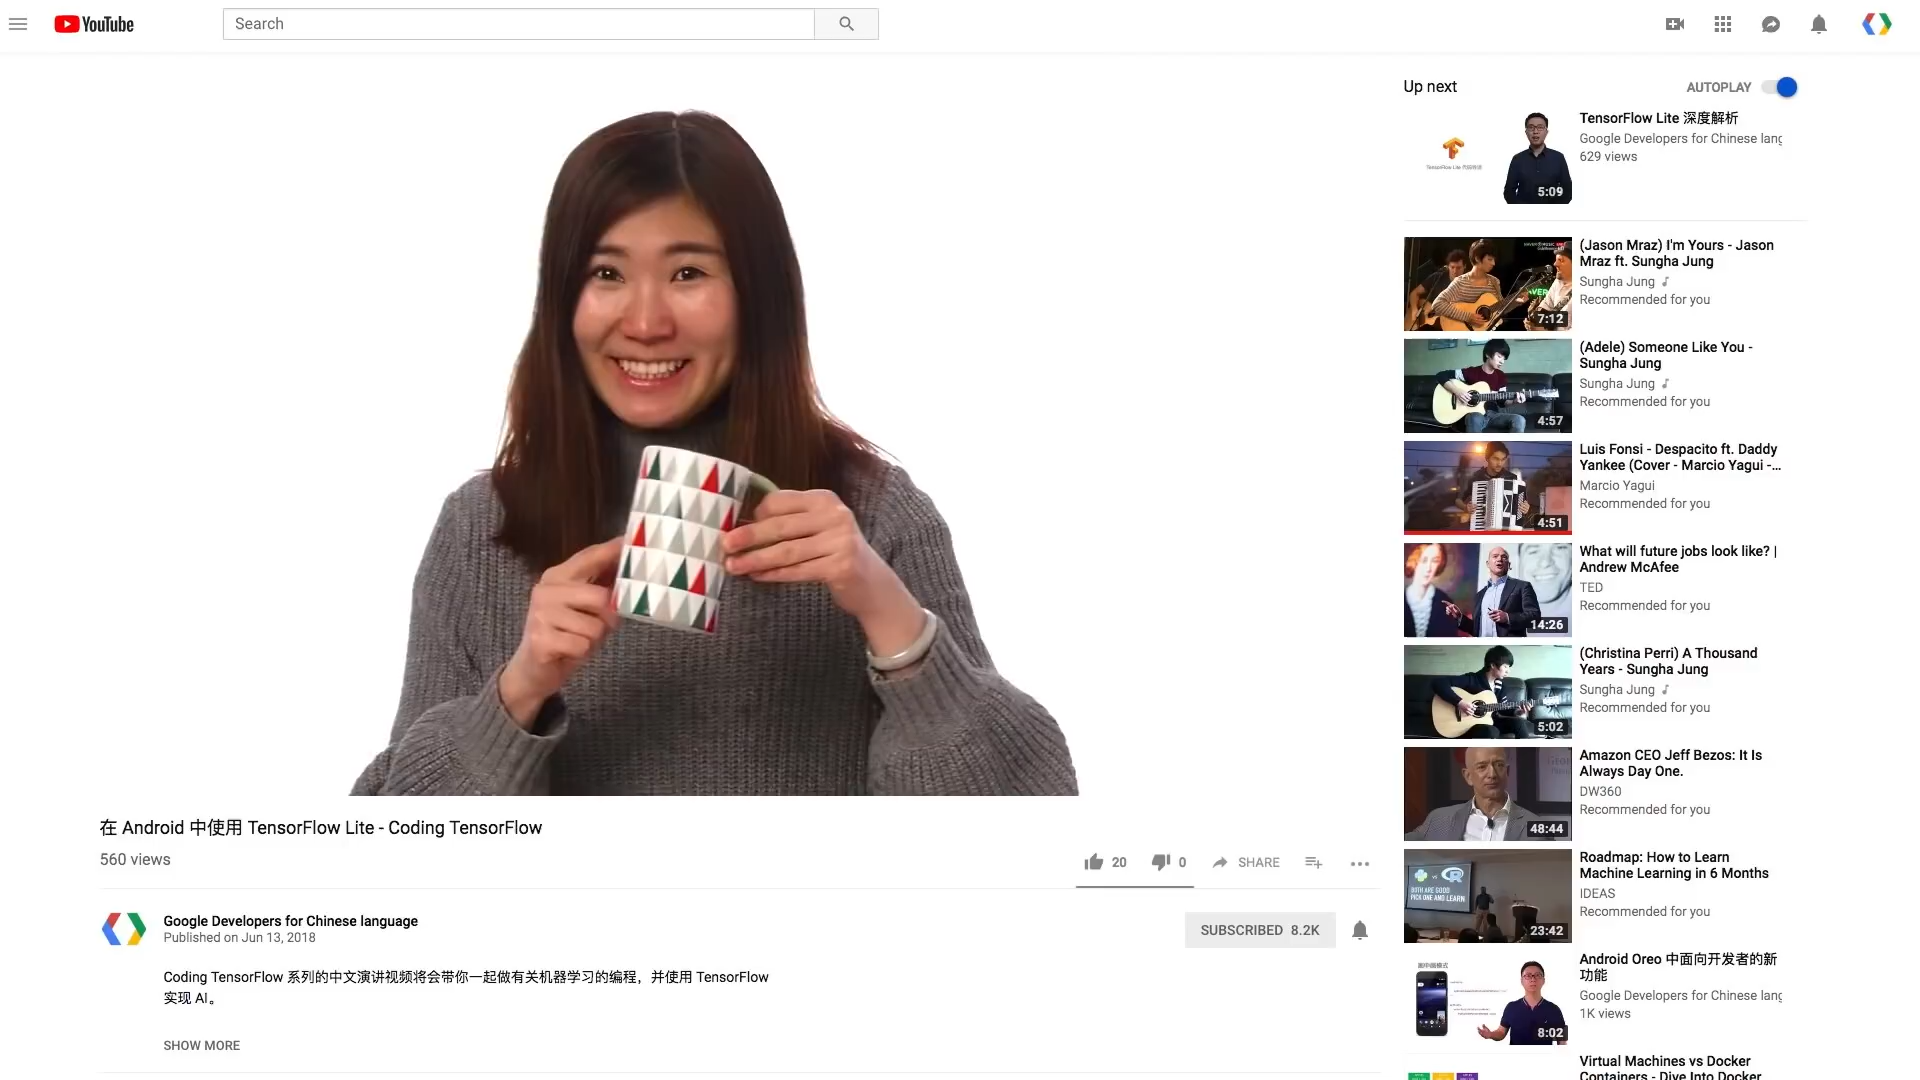 YouTube
Search
Up next
AUTOPLAY
TensorFlow Lite 深度解析
Google Developers for Chinese lang
629 views
5:09
(Jason Mraz) I'm Yours - Jason
Mraz ft. Sungha Jung
Sungha Jung
Recommended for you
7:12
(Adele) Someone Like You -
Sungha Jung
Sungha Jung
Recommended for you
4:57
Luis Fonsi - Despacito ft. Daddy
Yankee (Cover - Marcio Yagui -...
Marcio Yagui
Recommended for you
4:51
What will future jobs look like? |
Andrew McAfee
TED
Recommended for you
14:26
(Christina Perri) A Thousand
Years - Sungha Jung
Sungha Jung
Recommended for you
5:02
Amazon CEO Jeff Bezos: It Is
Always Day One.
DW360
Recommended for you
48:44
Roadmap: How to Learn
Machine Learning in 6 Months
IDEAS
Recommended for you
BOTH ARE GOOD
PICK ONE AND LEARN
23:42
Android Oreo 中面向开发者的新
功能
Google Developers for Chinese lang
1K views
8:02
Virtual Machines vs Docker
Containers - Dive Into Docker
在 Android 中使用 TensorFlow Lite - Coding TensorFlow
560 views
20
0
SHARE
Google Developers for Chinese language
Published on Jun 13, 2018
SUBSCRIBED 8.2K
Coding TensorFlow 系列的中文演讲视频将会带你一起做有关机器学习的编程，并使用 TensorFlow
实现 AI。
SHOW MORE